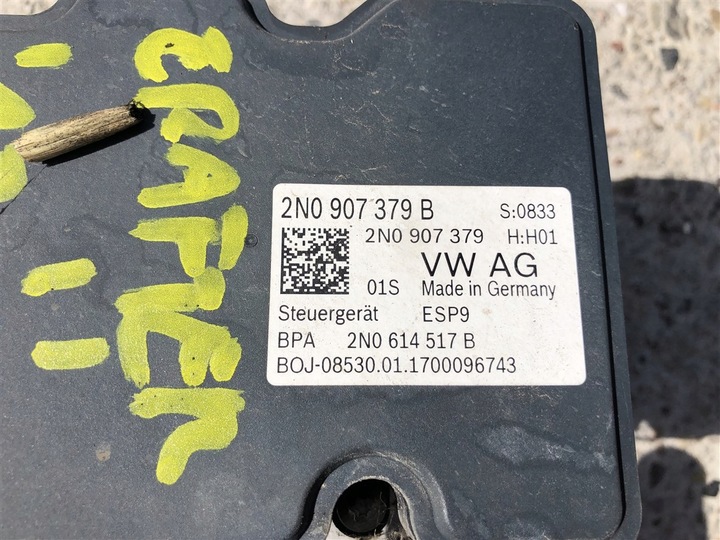 CRAFTER
2N0 907 379 B S:0833
2N0 907 379 H:H01
VW AG
01S Made in Germany
Steuergerät ESP9
BPA 2N0 614 517 B
BOJ-08530.01.1700096743